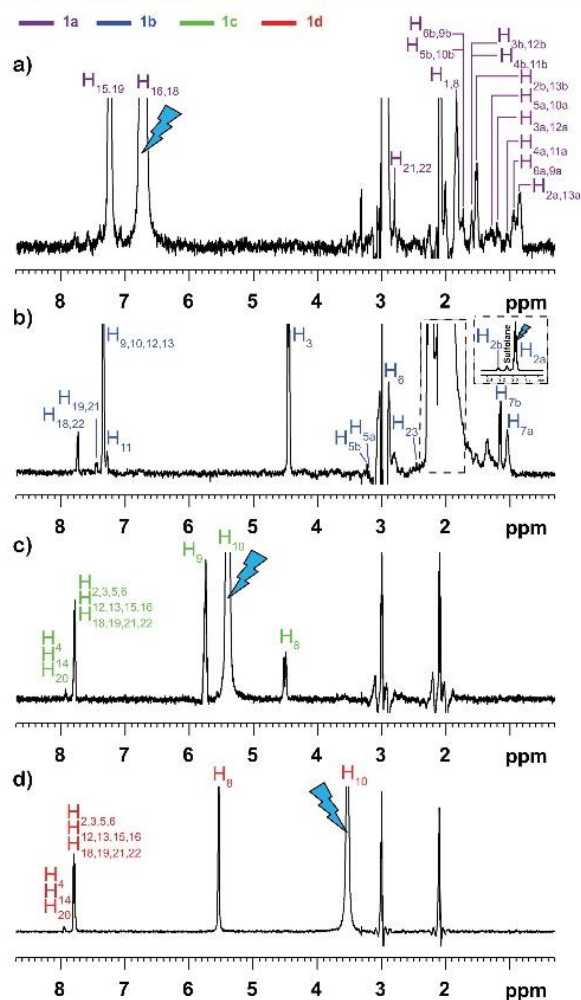 1a 1b 1c 1d
a)
H15,19
H16,18
H21,22
H1,8
H6b,9b
H5b,10b
H3b,12b
H4b,11b
H2b,13b
H5a,10a
H3a,12a
H4a,11a
H6a,9a
H2a,13a
8 7 6 5 4 3 2 ppm
b)
H18,22
H19,21
H9,10,12,13
H11
H3
H5b
H5a
H6
H23
H2b
Sulfolane
H2a
H7b
H7a
8 7 6 5 4 3 2 ppm
c)
H4
H14
H20
H2,3,5,6
H12,13,15,16
H18,19,21,22
H9
H10
H8
8 7 6 5 4 3 2 ppm
d)
H4
H14
H20
H2,3,5,6
H12,13,15,16
H18,19,21,22
H8
H10
8 7 6 5 4 3 2 ppm